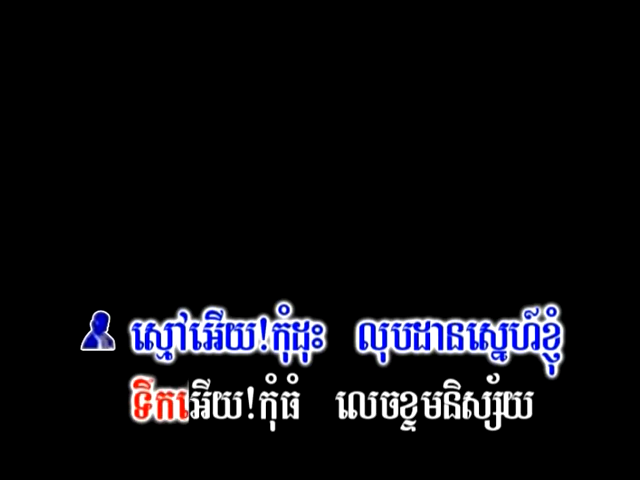 ស្មៅអើយ!កុំដុះ លុបដានស្នេហ៍ខ្ញុំ
ទឹកអើយ!កុំធំ លេចខ្ទមនិស្ស័យ